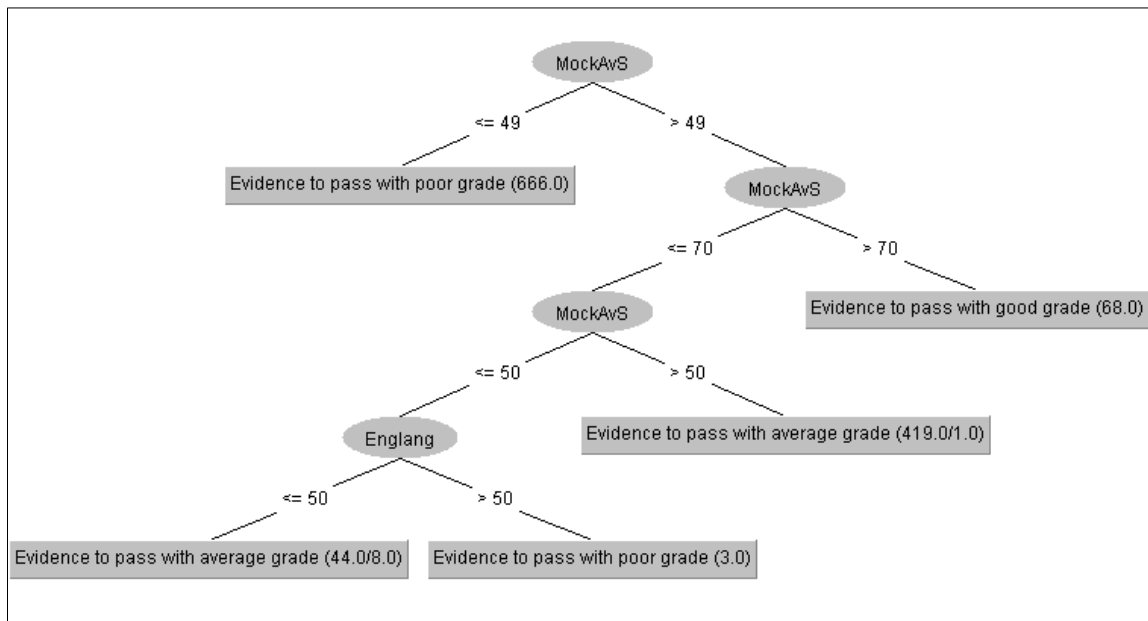 MockAvS
<= 49
> 49
Evidence to pass with poor grade (666.0)
MockAvS
<= 70
> 70
MockAvS
Evidence to pass with good grade (68.0)
<= 50
> 50
Englang
Evidence to pass with average grade (419.0/1.0)
<= 50
> 50
Evidence to pass with average grade (44.0/8.0)
Evidence to pass with poor grade (3.0)